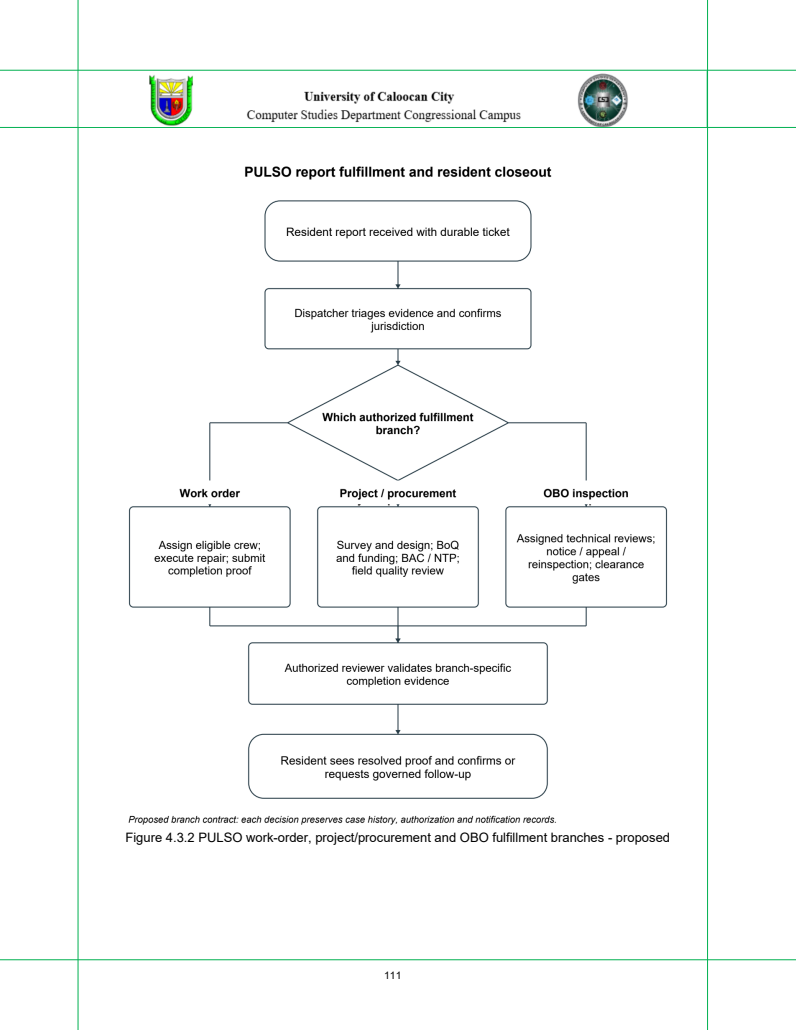 University of Caloocan City
Computer Studies Department Congressional Campus
PULSO report fulfillment and resident closeout
Resident report received with durable ticket
Dispatcher triages evidence and confirms
jurisdiction
Which authorized fulfillment
branch?
Work order
Project / procurement
OBO inspection
Assign eligible crew;
execute repair; submit
completion proof
Survey and design; BoQ
and funding; BAC / NTP;
field quality review
Assigned technical reviews;
notice / appeal /
reinspection; clearance
gates
Authorized reviewer validates branch-specific
completion evidence
Resident sees resolved proof and confirms or
requests governed follow-up
Proposed branch contract: each decision preserves case history, authorization and notification records.
Figure 4.3.2 PULSO work-order, project/procurement and OBO fulfillment branches - proposed
111